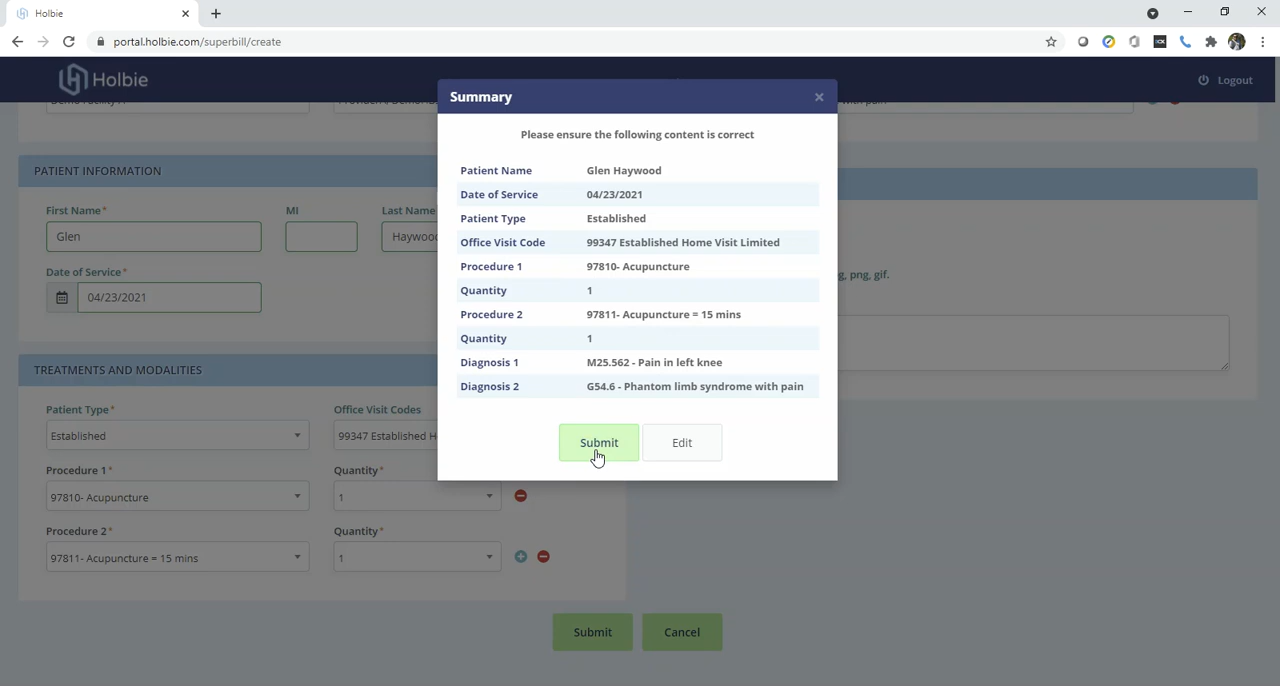 Holbie
portal.holbie.com/superbill/create
Holbie
Logout
Summary
Please ensure the following content is correct
Patient Name Glen Haywood
Date of Service 04/23/2021
Patient Type Established
Office Visit Code 99347 Established Home Visit Limited
Procedure 1 97810- Acupuncture
Quantity 1
Procedure 2 97811- Acupuncture = 15 mins
Quantity 1
Diagnosis 1 M25.562 - Pain in left knee
Diagnosis 2 G54.6 - Phantom limb syndrome with pain
Submit Edit
PATIENT INFORMATION
First Name* MI Last Name
Glen Haywood
Date of Service*
04/23/2021
g, png, gif.
TREATMENTS AND MODALITIES
Patient Type* Office Visit Codes
Established 99347 Established H
Procedure 1* Quantity*
97810- Acupuncture 1
Procedure 2* Quantity*
97811- Acupuncture = 15 mins 1
Submit Cancel